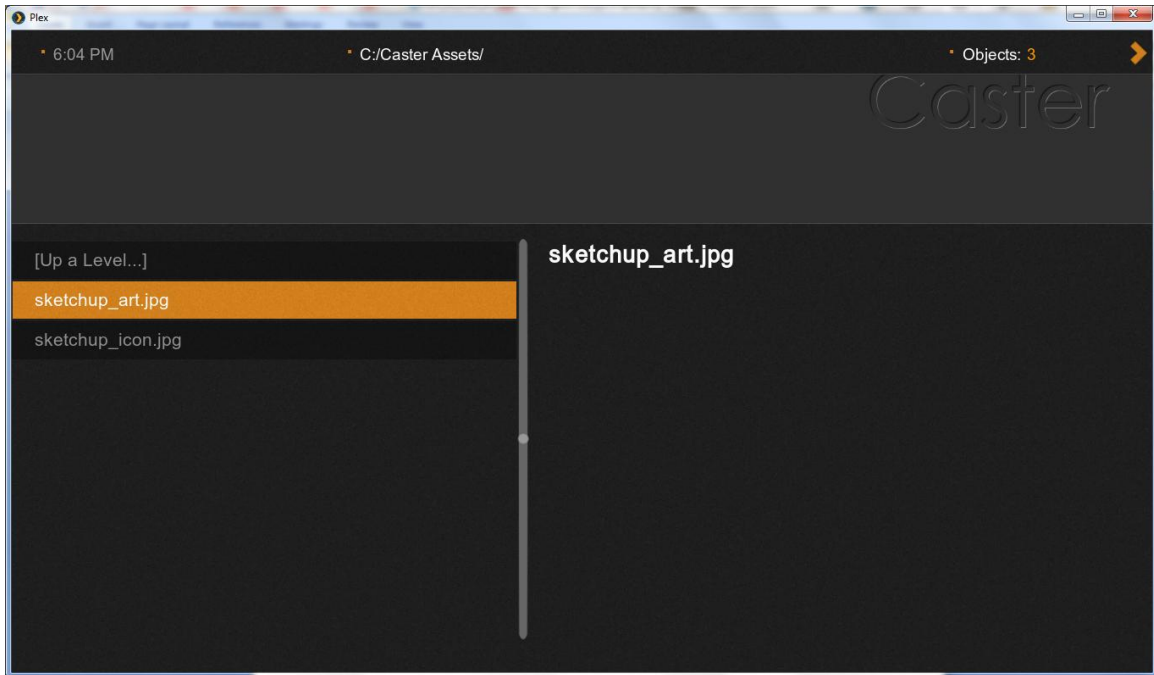 Plex
6:04 PM
C:/Caster Assets/
Objects: 3
Caster
[Up a Level...]
sketchup_art.jpg
sketchup_icon.jpg
sketchup_art.jpg